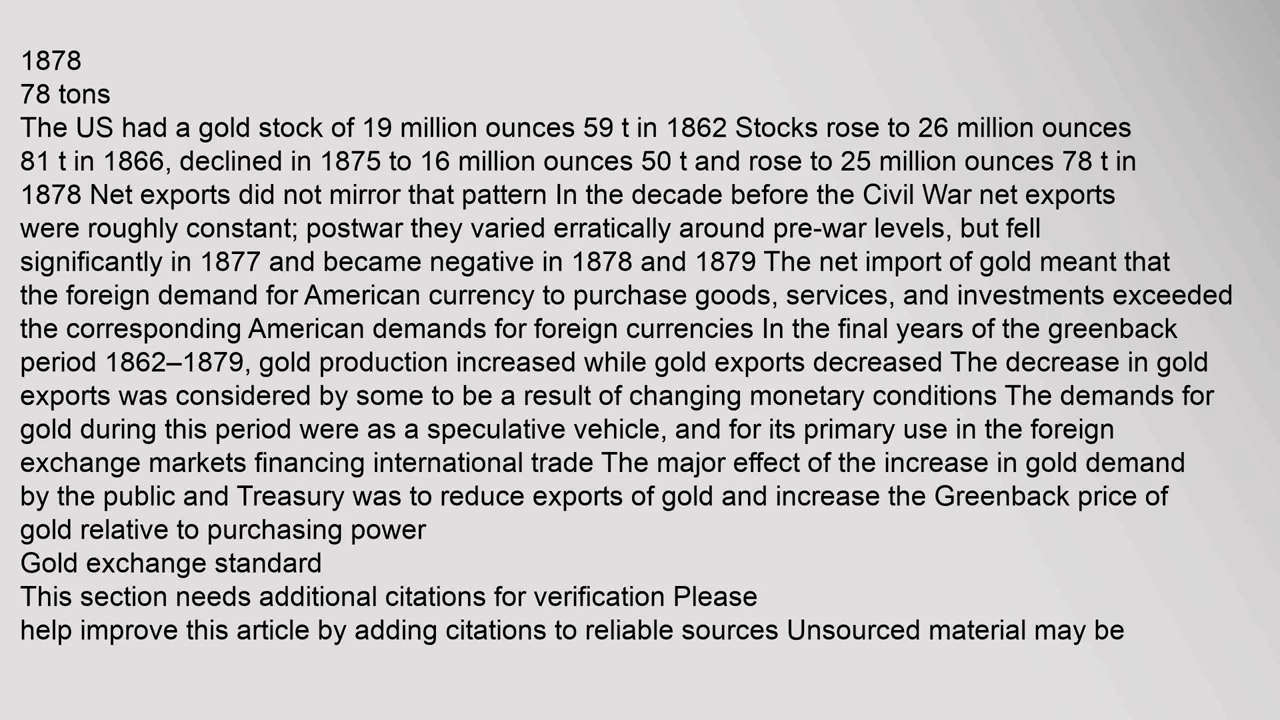 1878
78 tons
The US had a gold stock of 19 million ounces 59 t in 1862 Stocks rose to 26 million ounces
81 t in 1866, declined in 1875 to 16 million ounces 50 t and rose to 25 million ounces 78 t in
1878 Net exports did not mirror that pattern In the decade before the Civil War net exports
were roughly constant; postwar they varied erratically around pre-war levels, but fell
significantly in 1877 and became negative in 1878 and 1879 The net import of gold meant that
the foreign demand for American currency to purchase goods, services, and investments exceeded
the corresponding American demands for foreign currencies In the final years of the greenback
period 1862–1879, gold production increased while gold exports decreased The decrease in gold
exports was considered by some to be a result of changing monetary conditions The demands for
gold during this period were as a speculative vehicle, and for its primary use in the foreign
exchange markets financing international trade The major effect of the increase in gold demand
by the public and Treasury was to reduce exports of gold and increase the Greenback price of
gold relative to purchasing power
Gold exchange standard
This section needs additional citations for verification Please
help improve this article by adding citations to reliable sources Unsourced material may be